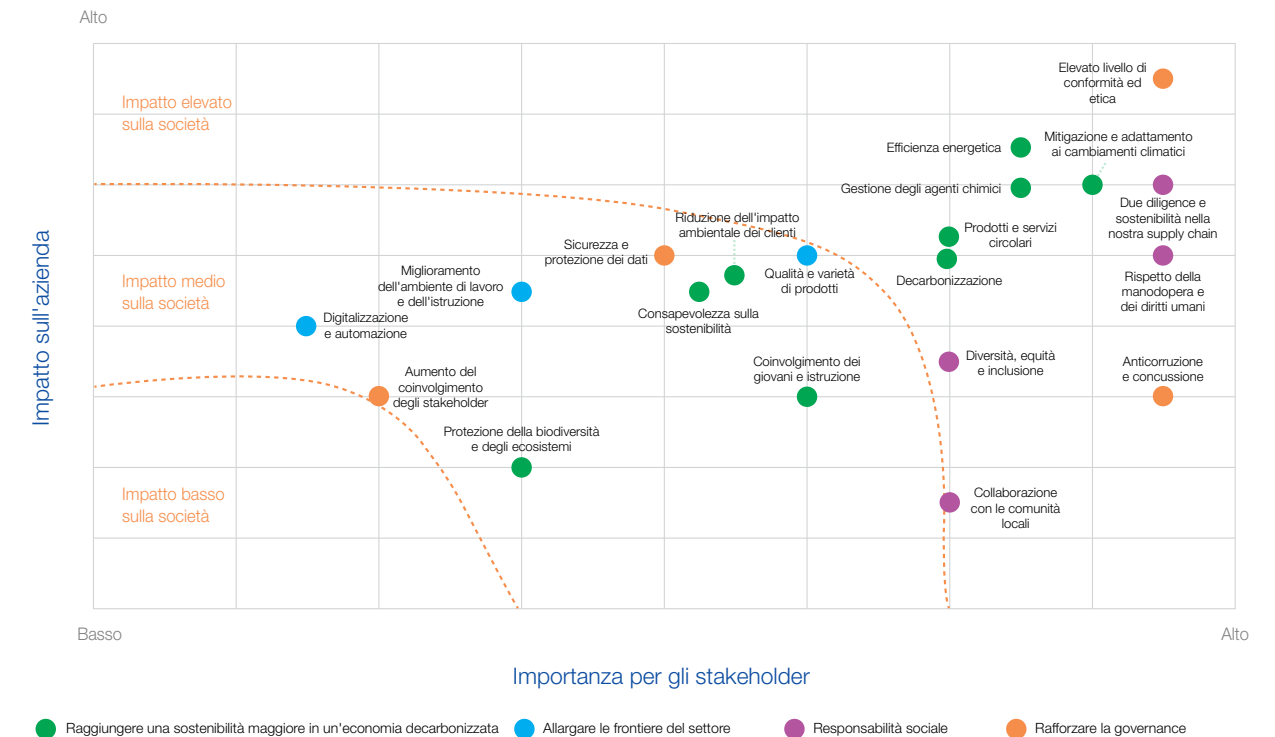 Alto
Elevato livello di
conformità ed
etica
Impatto elevato
sulla società
Mitigazione e adattamento
ai cambiamenti climatici
Efficienza energetica
Gestione degli agenti chimici
Due diligence e
sostenibilità nella
nostra supply chain
Riduzione dell'impatto
ambientale dei clienti
Prodotti e servizi
circolari
Sicurezza e
protezione dei dati
Impatto medio
sulla società
Miglioramento
dell'ambiente di lavoro
e dell'istruzione
Qualità e varietà
di prodotti
Decarbonizzazione
Rispetto della
manodopera e
dei diritti umani
Digitalizzazione
e automazione
Consapevolezza sulla
sostenibilità
Impatto sull'azienda
Aumento del
coinvolgimento
degli stakeholder
Coinvolgimento dei
giovani e istruzione
Diversità, equità
e inclusione
Anticorruzione
e concussione
Protezione della biodiversità
e degli ecosistemi
Impatto basso
sulla società
Collaborazione
con le comunità
locali
Basso
Alto
Importanza per gli stakeholder
Raggiungere una sostenibilità maggiore in un'economia decarbonizzata
Allargare le frontiere del settore
Responsabilità sociale
Rafforzare la governance